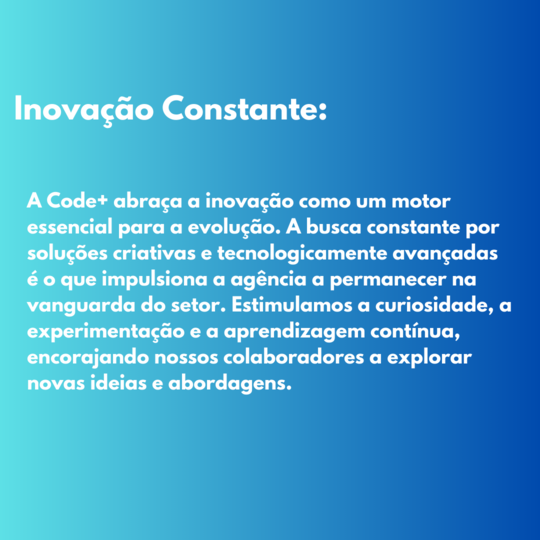 Inovação Constante:
A Code+ abraça a inovação como um motor
essencial para a evolução. A busca constante por
soluções criativas e tecnologicamente avançadas
é o que impulsiona a agência a permanecer na
vanguarda do setor. Estimulamos a curiosidade, a
experimentação e a aprendizagem contínua,
encorajando nossos colaboradores a explorar
novas ideias e abordagens.